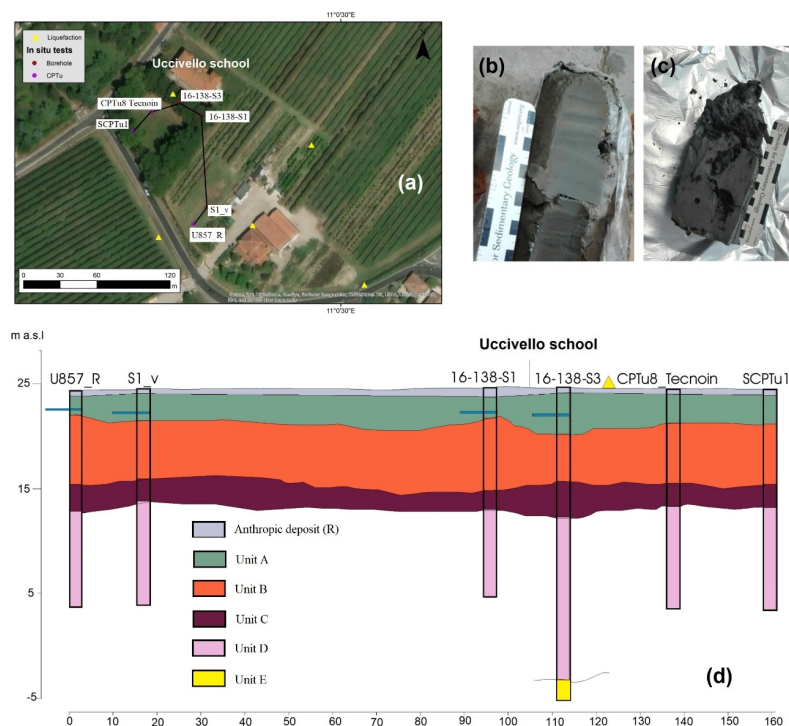 11°0'30"E
Liquefaction
In situ tests
Borehole
CPTu
Uccivello school
CPTu8 Tecnoin
16-138-S3
SCPTu1
16-138-S1
(a)
S1_v
U857_R
0 30 60 120
m
11°0'30"E
(b)
or Sedimentary Geology
(c)
m a.s.l
Uccivello school
25
U857_R
S1_v
16-138-S1
16-138-S3
CPTu8_Tecnoin
SCPTu1
15
5
-5
Anthropic deposit (R)
Unit A
Unit B
Unit C
Unit D
Unit E
(d)
0 10 20 30 40 50 60 70 80 90 100 110 120 130 140 150 160